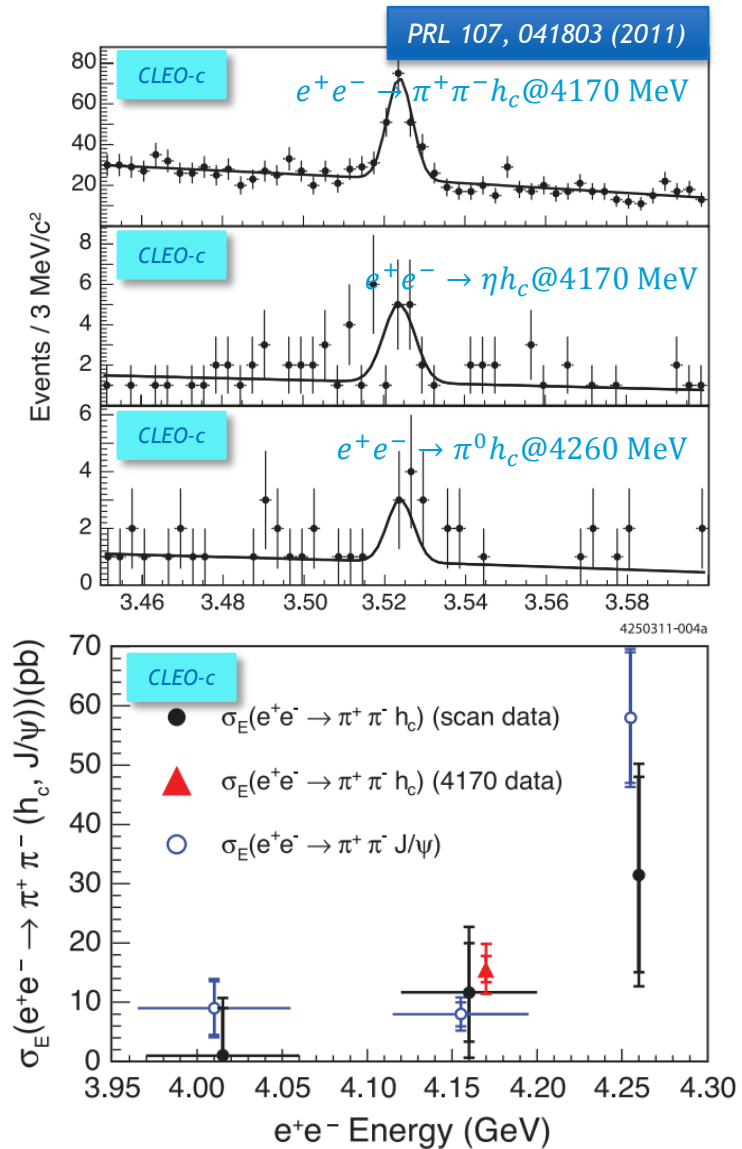 PRL 107, 041803 (2011)
CLEO-c
e⁺e⁻ → π⁺π⁻h_c@4170 MeV
80
60
40
20
CLEO-c
e⁺e⁻ → ηh_c@4170 MeV
8
6
4
2
0
CLEO-c
e⁺e⁻ → π⁰h_c@4260 MeV
6
4
2
0
Events / 3 MeV/c²
3.46 3.48 3.50 3.52 3.54 3.56 3.58
4250311-004a
CLEO-c
σ_E(e⁺e⁻ → π⁺ π⁻ h_c) (scan data)
σ_E(e⁺e⁻ → π⁺ π⁻ h_c) (4170 data)
σ_E(e⁺e⁻ → π⁺ π⁻ J/ψ)
70
60
50
40
30
20
10
0
σ_E(e⁺e⁻ → π⁺ π⁻ (h_c, J/ψ))(pb)
3.95 4.00 4.05 4.10 4.15 4.20 4.25 4.30
e⁺e⁻ Energy (GeV)